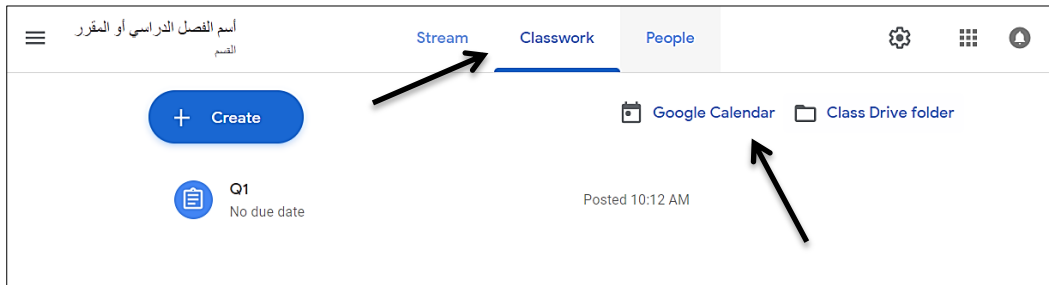 أسم الفصل الدراسي أو المقرر
القسم
Stream Classwork People
+ Create
Google Calendar Class Drive folder
Q1
No due date
Posted 10:12 AM